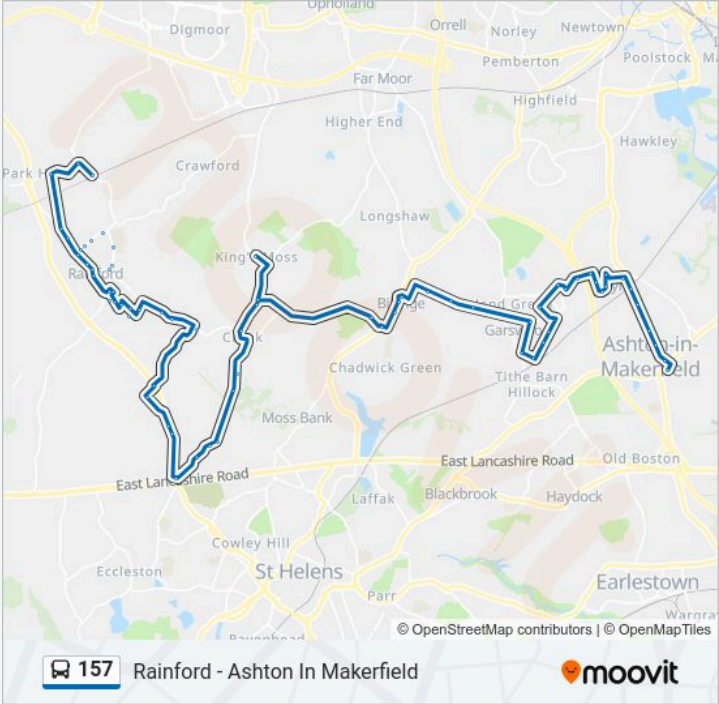 Upholland
Digmoor
Orrell
Norley
Newtown
Pemberton
Poolstock
Far Moor
Highfield
Higher End
Hawkley
Park H
Crawford
Longshaw
King's Moss
Rainford
Garswood
Ashton-in-
Makerfield
Chadwick Green
Tithe Barn
Hillock
Moss Bank
East Lancashire Road
Old Boston
East Lancashire Road
Laffak
Blackbrook
Haydock
Cowley Hill
Eccleston
St Helens
Parr
Earlestown
© OpenStreetMap contributors | © OpenMapTiles
157 Rainford - Ashton In Makerfield
moovit